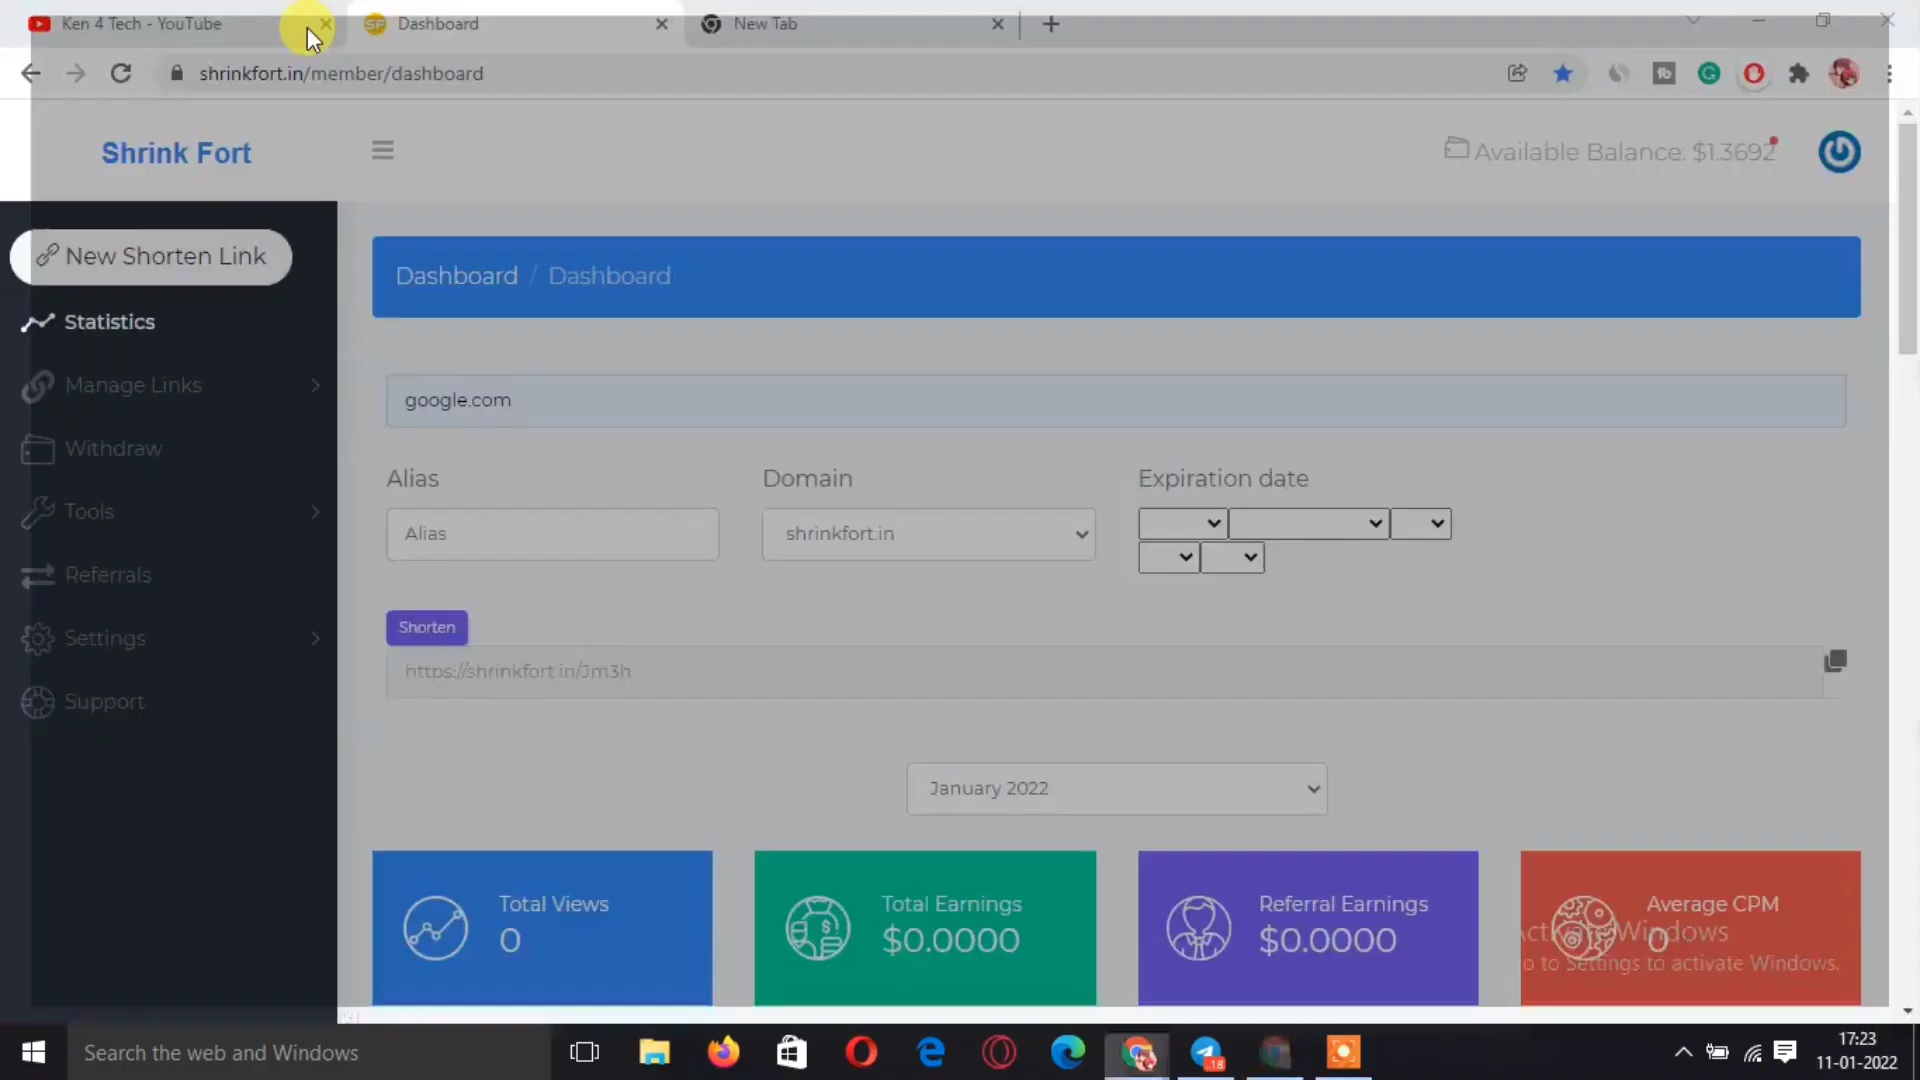 Ken 4 Tech - YouTube
SF Dashboard
New Tab
shrinkfort.in/member/dashboard
Shrink Fort
Available Balance: $1.3692
New Shorten Link
Statistics
Manage Links
Withdraw
Tools
Referrals
Settings
Support
Dashboard / Dashboard
google.com
Alias
Domain
Expiration date
Alias
shrinkfort.in
Shorten
https://shrinkfort.in/Jm3h
January 2022
Total Views
0
Total Earnings
$0.0000
Referral Earnings
$0.0000
Average CPM
0
Activate Windows
Go to Settings to activate Windows.
Search the web and Windows
18
17:23
11-01-2022